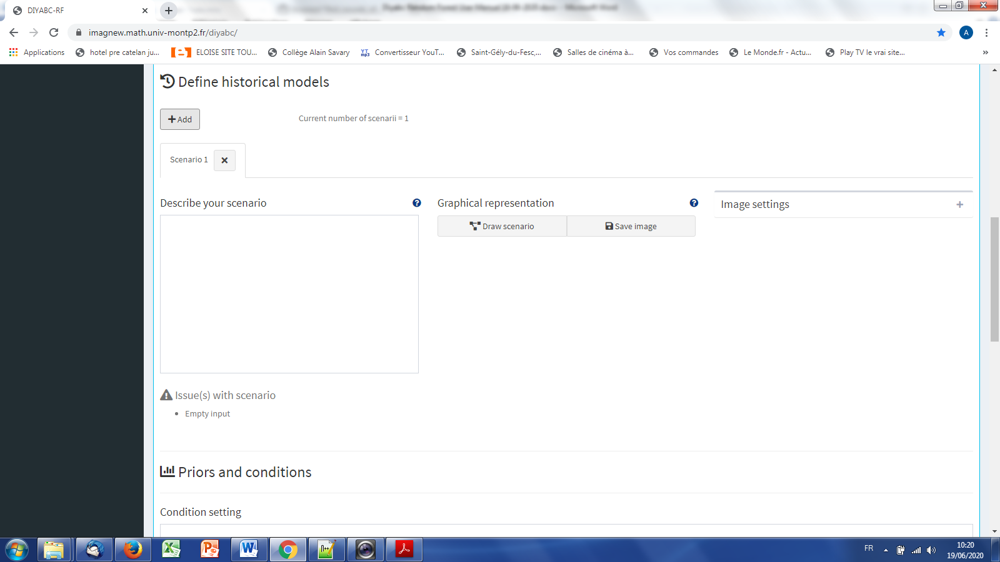 DIYABC-RF
imagnew.math.univ-montp2.fr/diyabc/
A
Applications
hotel pre catelan ju...
ELOISE SITE TOU...
Collège Alain Savary
YT mp3 Convertisseur YouT...
Saint-Gély-du-Fesc,...
Salles de cinéma à...
Vos commandes
Le Monde.fr - Actu...
Play TV le vrai site...
»
Define historical models
Add
Current number of scenarii = 1
Scenario 1
Describe your scenario
Graphical representation
Image settings
Draw scenario
Save image
Issue(s) with scenario
• Empty input
Priors and conditions
Condition setting
FR
10:20
19/06/2020